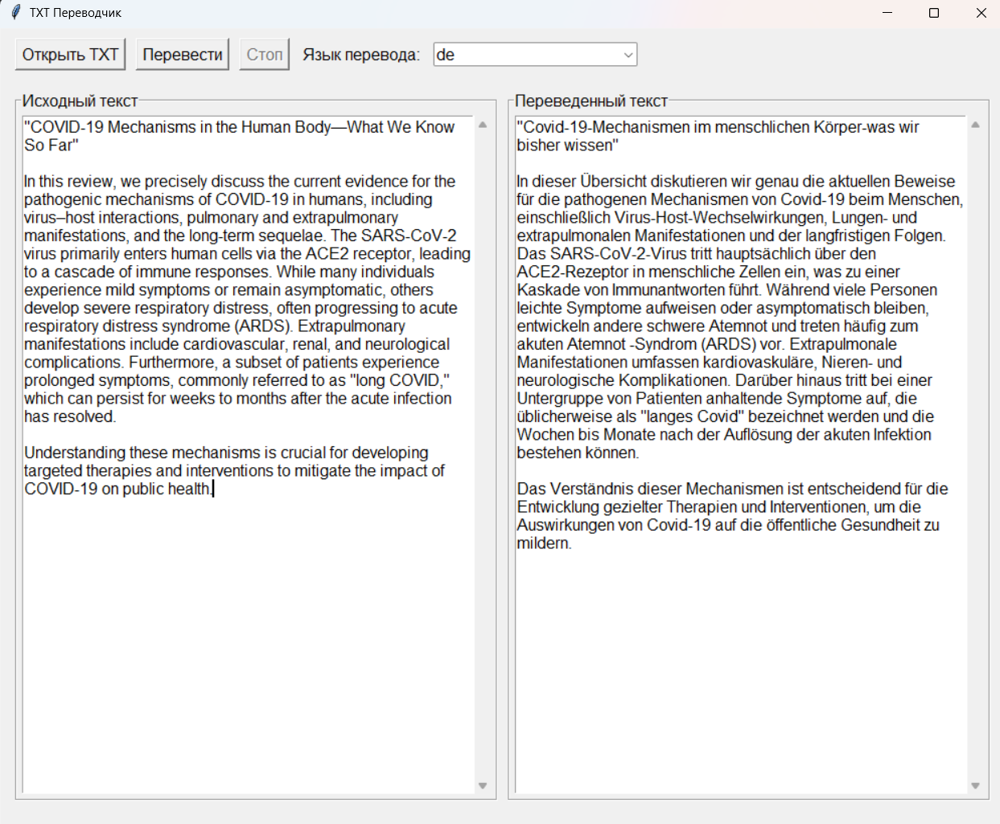 TXT Переводчик
Открыть TXT Перевести Стоп Язык перевода: de
Исходный текст
"COVID-19 Mechanisms in the Human Body—What We Know
So Far"
In this review, we precisely discuss the current evidence for the
pathogenic mechanisms of COVID-19 in humans, including
virus–host interactions, pulmonary and extrapulmonary
manifestations, and the long-term sequelae. The SARS-CoV-2
virus primarily enters human cells via the ACE2 receptor, leading
to a cascade of immune responses. While many individuals
experience mild symptoms or remain asymptomatic, others
develop severe respiratory distress, often progressing to acute
respiratory distress syndrome (ARDS). Extrapulmonary
manifestations include cardiovascular, renal, and neurological
complications. Furthermore, a subset of patients experience
prolonged symptoms, commonly referred to as "long COVID,"
which can persist for weeks to months after the acute infection
has resolved.
Understanding these mechanisms is crucial for developing
targeted therapies and interventions to mitigate the impact of
COVID-19 on public health.
Переведенный текст
"Covid-19-Mechanismen im menschlichen Körper-was wir
bisher wissen"
In dieser Übersicht diskutieren wir genau die aktuellen Beweise
für die pathogenen Mechanismen von Covid-19 beim Menschen,
einschließlich Virus-Host-Wechselwirkungen, Lungen- und
extrapulmonalen Manifestationen und der langfristigen Folgen.
Das SARS-CoV-2-Virus tritt hauptsächlich über den
ACE2-Rezeptor in menschliche Zellen ein, was zu einer
Kaskade von Immunantworten führt. Während viele Personen
leichte Symptome aufweisen oder asymptomatisch bleiben,
entwickeln andere schwere Atemnot und treten häufig zum
akuten Atemnot -Syndrom (ARDS) vor. Extrapulmonale
Manifestationen umfassen kardiovaskuläre, Nieren- und
neurologische Komplikationen. Darüber hinaus tritt bei einer
Untergruppe von Patienten anhaltende Symptome auf, die
üblicherweise als "langes Covid" bezeichnet werden und die
Wochen bis Monate nach der Auflösung der akuten Infektion
bestehen können.
Das Verständnis dieser Mechanismen ist entscheidend für die
Entwicklung gezielter Therapien und Interventionen, um die
Auswirkungen von Covid-19 auf die öffentliche Gesundheit zu
mildern.